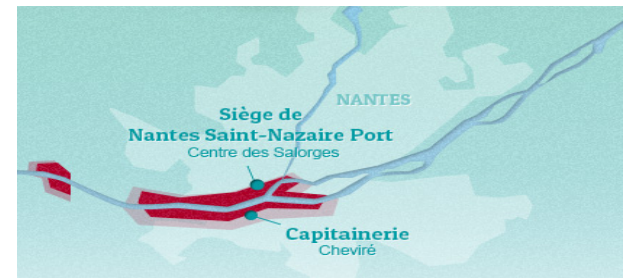 NANTES
Siège de
Nantes Saint-Nazaire Port
Centre des Salorges
Capitainerie
Cheviré